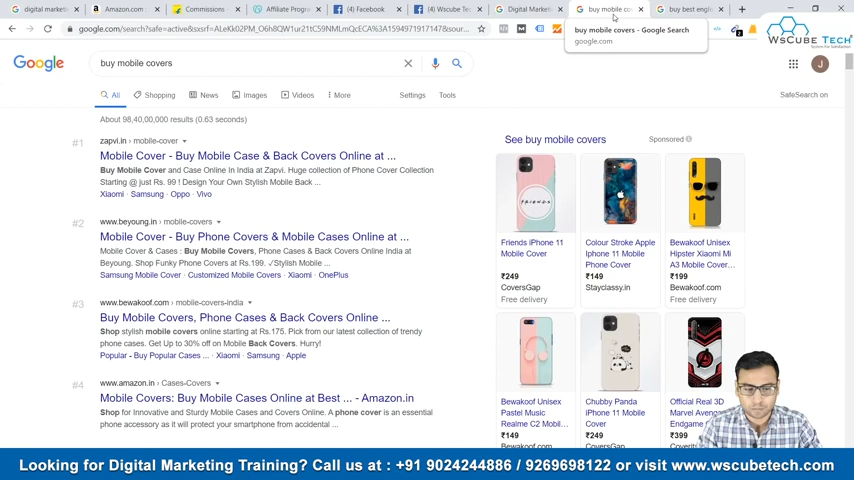 digital market
Amazon.com
Commissions
Affiliate Progr
(4) Facebook
(4) Wscube Tec
Digital Market
buy mobile co
buy best engli
google.com/search?safe=active&sxsrf=ALeKk02PM_O6h8QW1ur21tC59NMLmQcECA%3A1594971914717&sour...
buy mobile covers - Google Search
google.com
WsCube Tech
Google
buy mobile covers
J
All
Shopping
News
Images
Videos
More
Settings
Tools
SafeSearch on
About 98,40,00,000 results (0.63 seconds)
#1
zapvi.in › mobile-cover
Mobile Cover - Buy Mobile Case & Back Covers Online at ...
Buy Mobile Cover and Case Online In India at Zapvi. Huge collection of Phone Cover Collection
Starting @ just Rs. 99 ! Design Your Own Stylish Mobile Back ...
Xiaomi · Samsung · Oppo · Vivo
#2
www.beyoung.in › mobile-covers
Mobile Cover - Buy Phone Covers & Mobile Cases Online at ...
Mobile Cover & Cases : Buy Mobile Covers, Phone Cases & Back Covers Online India at
Beyoung. Shop Funky Phone Covers at Rs.199. ✓Stylish Mobile ...
Samsung Mobile Cover · Customized Mobile Covers · Xiaomi · OnePlus
#3
www.bewakoof.com › mobile-covers-india
Buy Mobile Covers, Phone Cases & Back Covers Online ...
Shop stylish mobile covers online starting at Rs.175. Pick from our latest collection of trendy
phone cases. Get Up to 30% off on Mobile Back Covers. Hurry!
Popular - Buy Popular Cases ... · Xiaomi · Samsung · Apple
#4
www.amazon.in › Cases-Covers
Mobile Covers: Buy Mobile Cases Online at Best ... - Amazon.in
Shop for Innovative and Sturdy Mobile Cases and Covers Online. A phone cover is an essential
phone accessory as it will protect your smartphone from accidental ...
See buy mobile covers
Sponsored
FRIENDS
Friends iPhone 11
Mobile Cover
₹249
CoversGap
Free delivery
Colour Stroke Apple
Iphone 11 Mobile
Phone Cover
₹149
Stayclassy.in
Bewakoof Unisex
Hipster Xiaomi Mi
A3 Mobile Cover...
₹199
Bewakoof.com
Free delivery
Bewakoof Unisex
Pastel Music
Realme C2 Mobil...
₹149
Bewakoof.com
Chubby Panda
iPhone 11 Mobile
Cover
₹249
CoversGap
Official Real 3D
Marvel Aveng
Endgame
₹399
Looking for Digital Marketing Training? Call us at : +91 9024244886 / 9269698122 or visit www.wscubetech.com